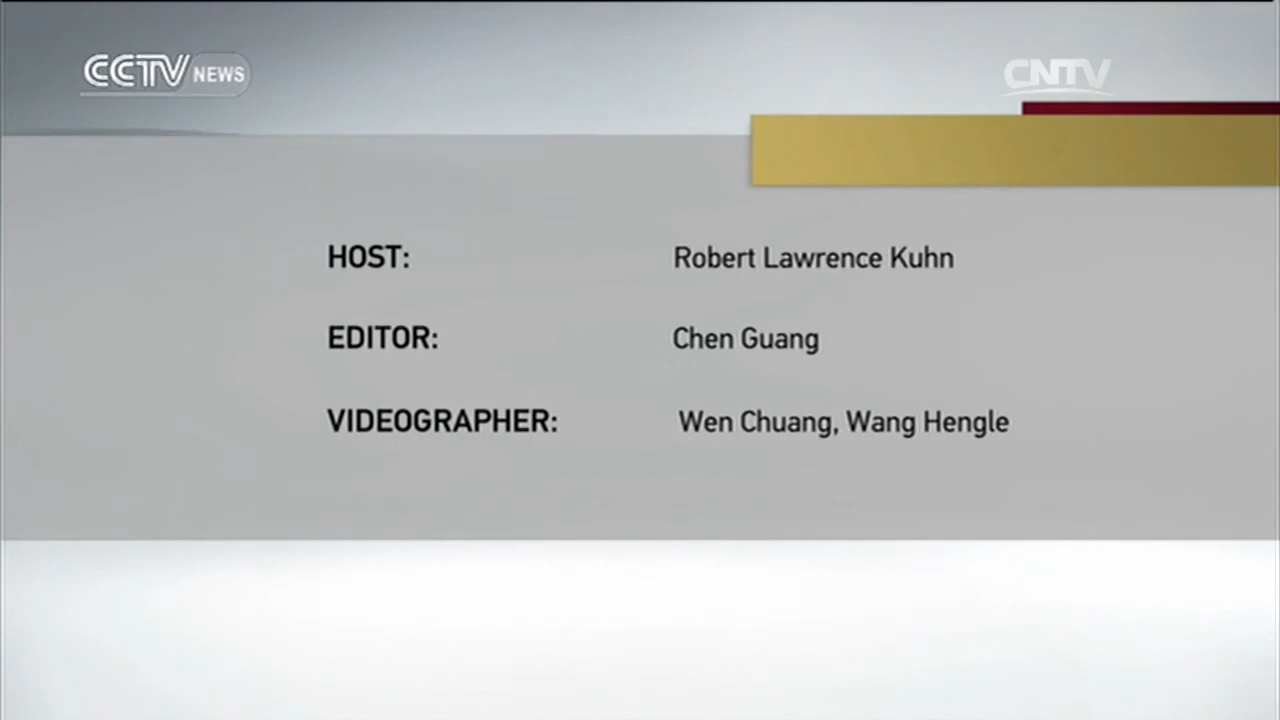 CCTV NEWS
CNTV
HOST: Robert Lawrence Kuhn
EDITOR: Chen Guang
VIDEOGRAPHER: Wen Chuang, Wang Hengle